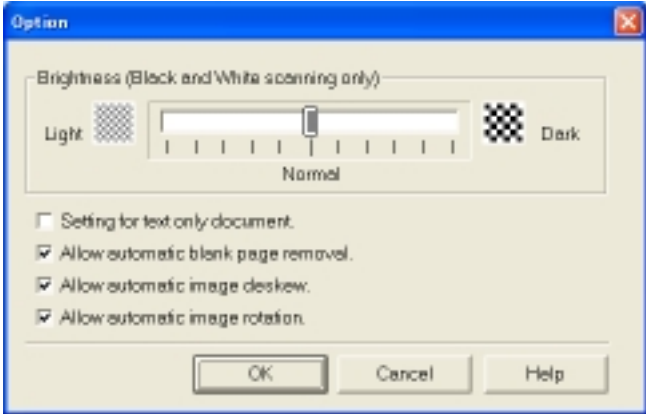 Option
Brightness (Black and White scanning only)
Light
Dark
Normal
Setting for text only document.
Allow automatic blank page removal.
Allow automatic image deskew.
Allow automatic image rotation.
OK Cancel Help